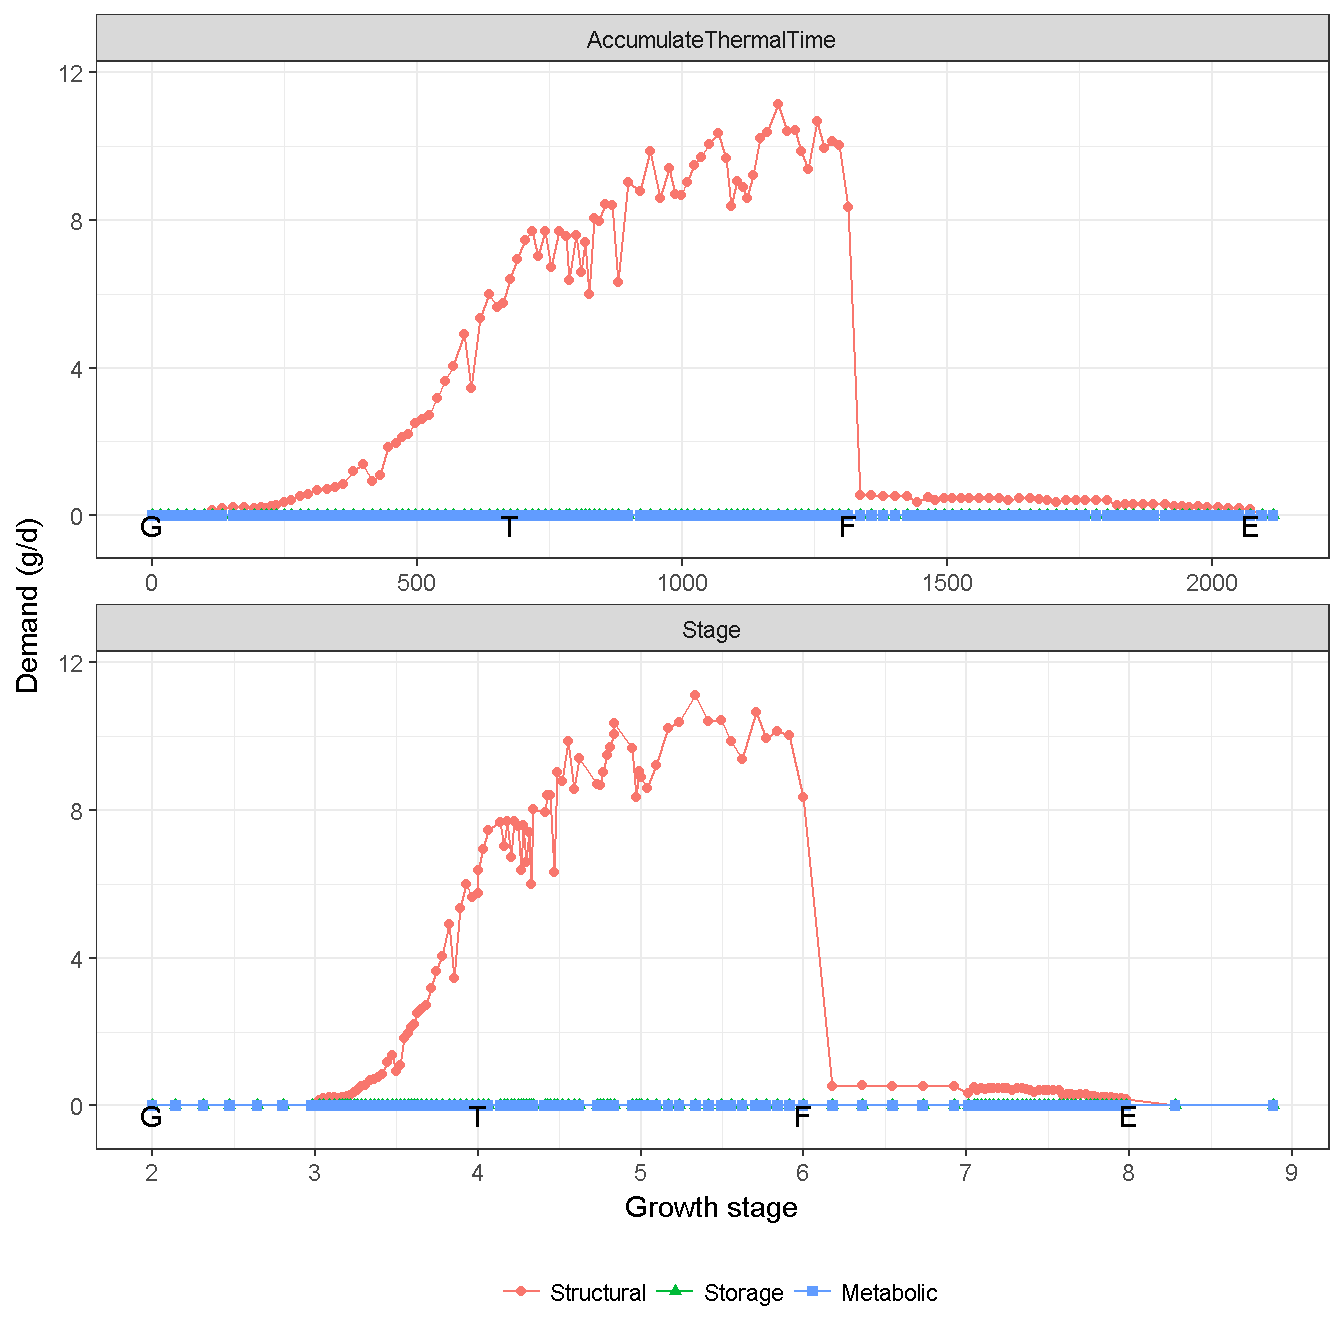 AccumulateThermalTime
12
8
4
0
G T F E
0 500 1000 1500 2000
Demand (g/d)
Stage
12
8
4
0
G T F E
2 3 4 5 6 7 8 9
Growth stage
Structural Storage Metabolic